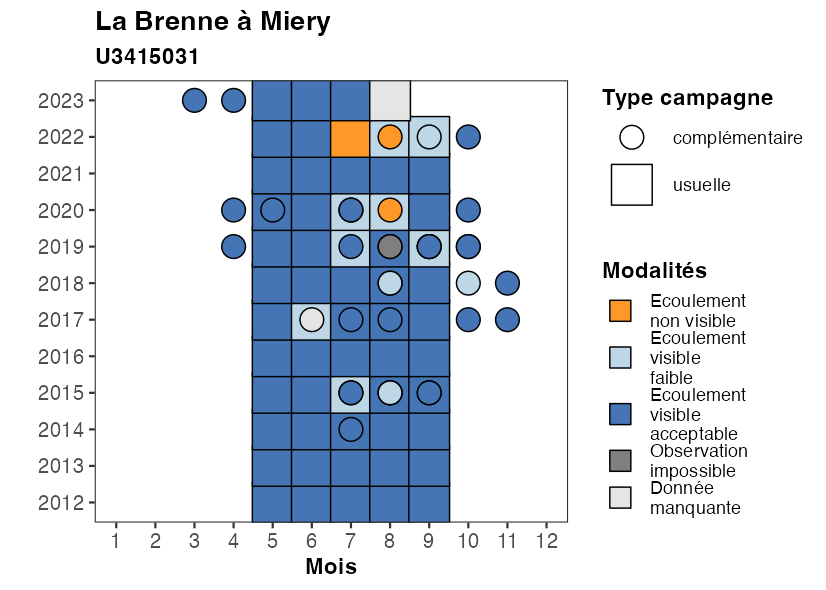 La Brenne à Miery
U3415031
2023
2022
2021
2020
2019
2018
2017
2016
2015
2014
2013
2012
1 2 3 4 5 6 7 8 9 10 11 12
Mois
Type campagne
complémentaire
usuelle
Modalités
Ecoulement
non visible
Ecoulement
visible
faible
Ecoulement
visible
acceptable
Observation
impossible
Donnée
manquante